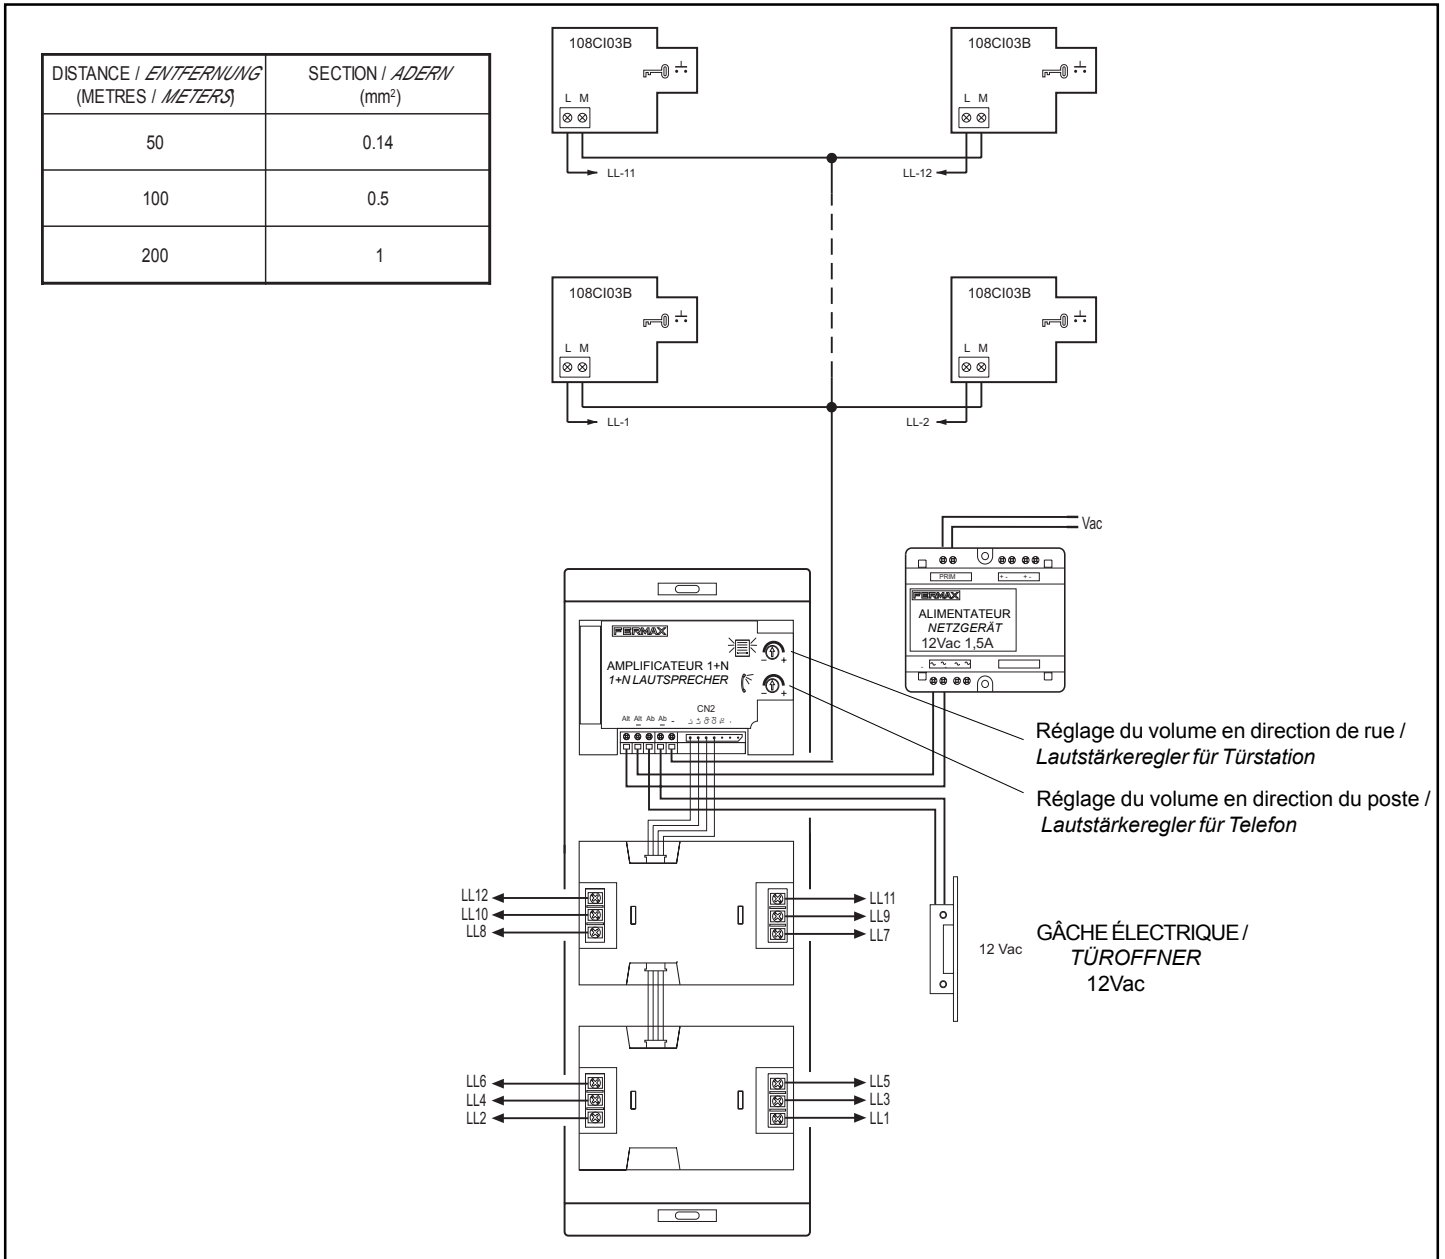 DISTANCE / ENTFERNUNG SECTION / ADERN
(METRES / METERS) (mm²)
50 0.14
100 0.5
200 1
108CI03B
L M
LL-11
108CI03B
L M
LL-12
108CI03B
L M
LL-1
108CI03B
L M
LL-2
Vac
PRIM + - + -
FERMAX
ALIMENTATEUR
NETZGERÄT
12Vac 1,5A
- ~ ~ ~ ~
FERMAX
AMPLIFICATEUR 1+N
1+N LAUTSPRECHER
- +
- +
CN2
Alt Alt Ab Ab -
Réglage du volume en direction de rue /
Lautstärkeregler für Türstation
Réglage du volume en direction du poste /
Lautstärkeregler für Telefon
LL12 LL11
LL10 LL9
LL8 LL7
12 Vac
GÂCHE ÉLECTRIQUE /
TÜROFFNER
12Vac
LL6 LL5
LL4 LL3
LL2 LL1